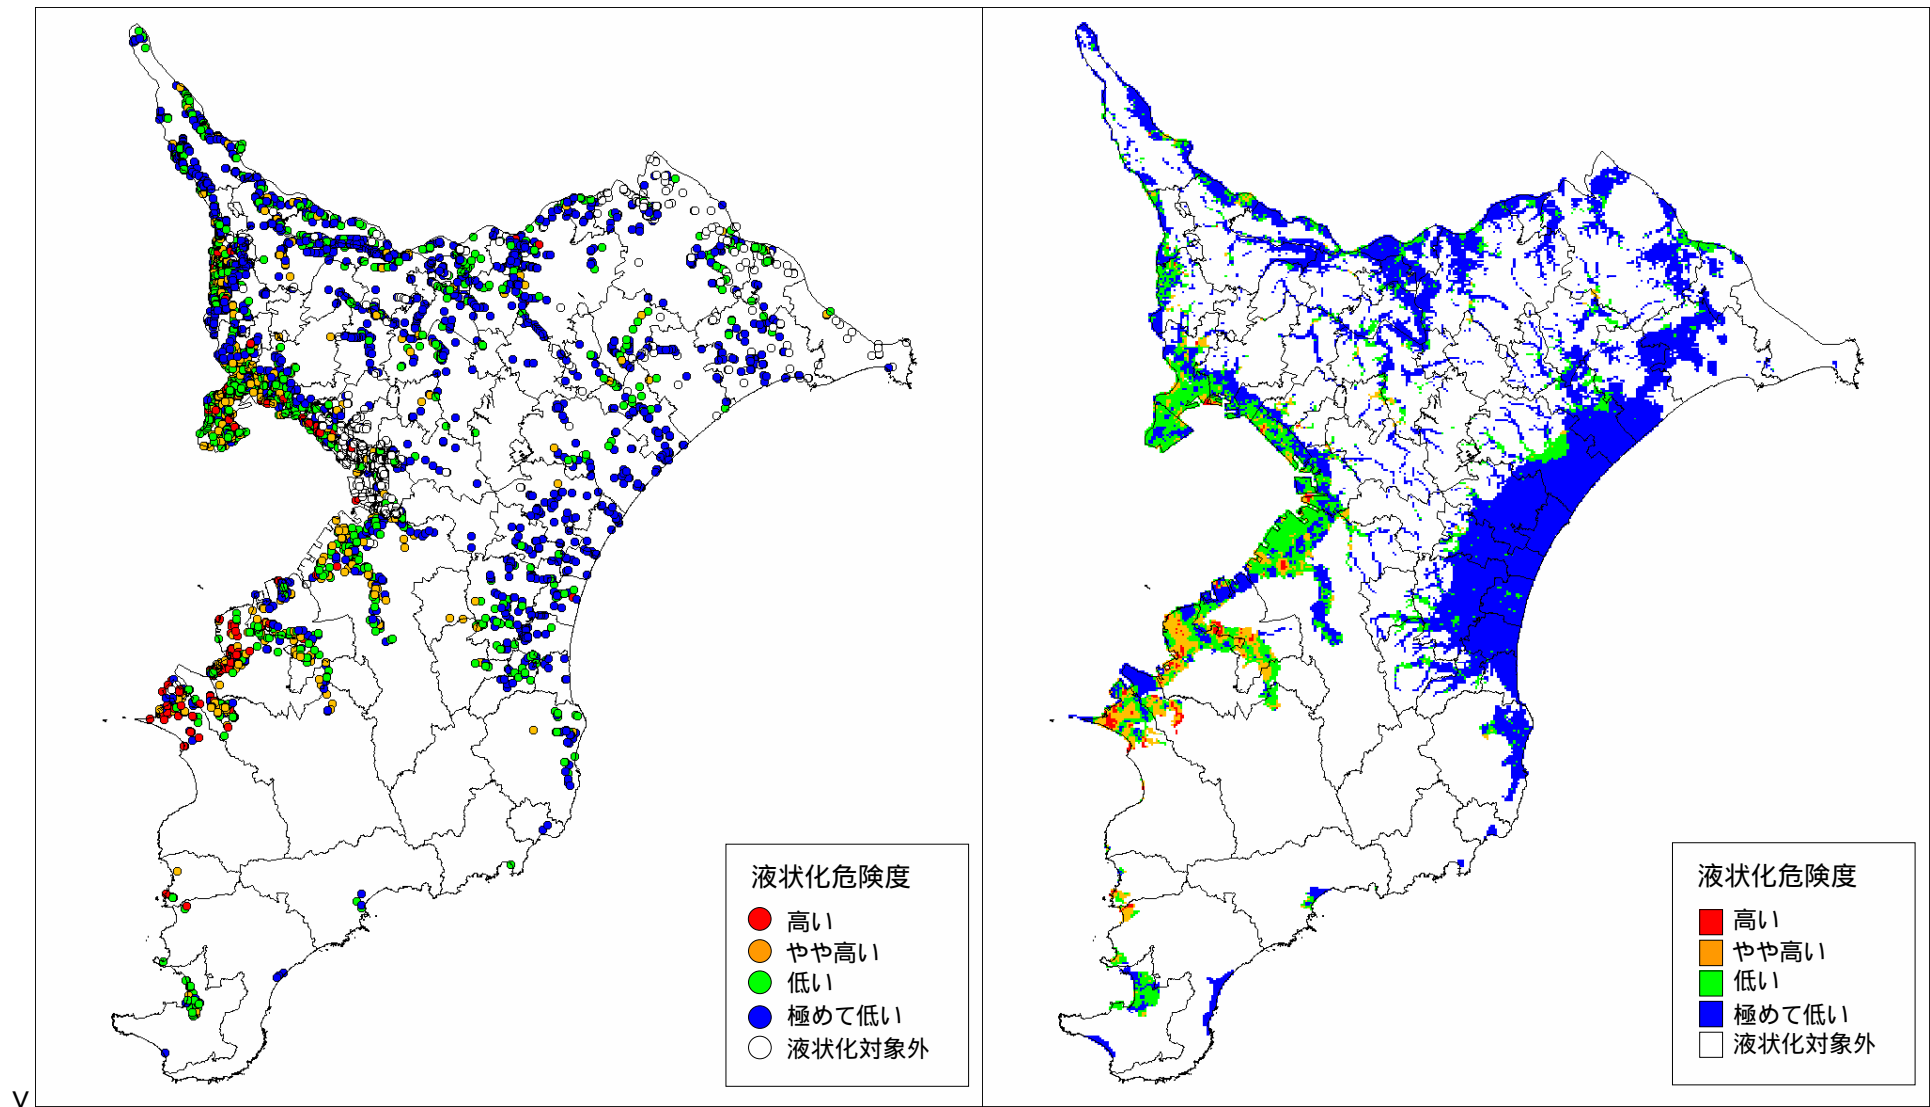 液状化危険度
高い
やや高い
低い
極めて低い
液状化対象外
液状化危険度
高い
やや高い
低い
極めて低い
液状化対象外
v